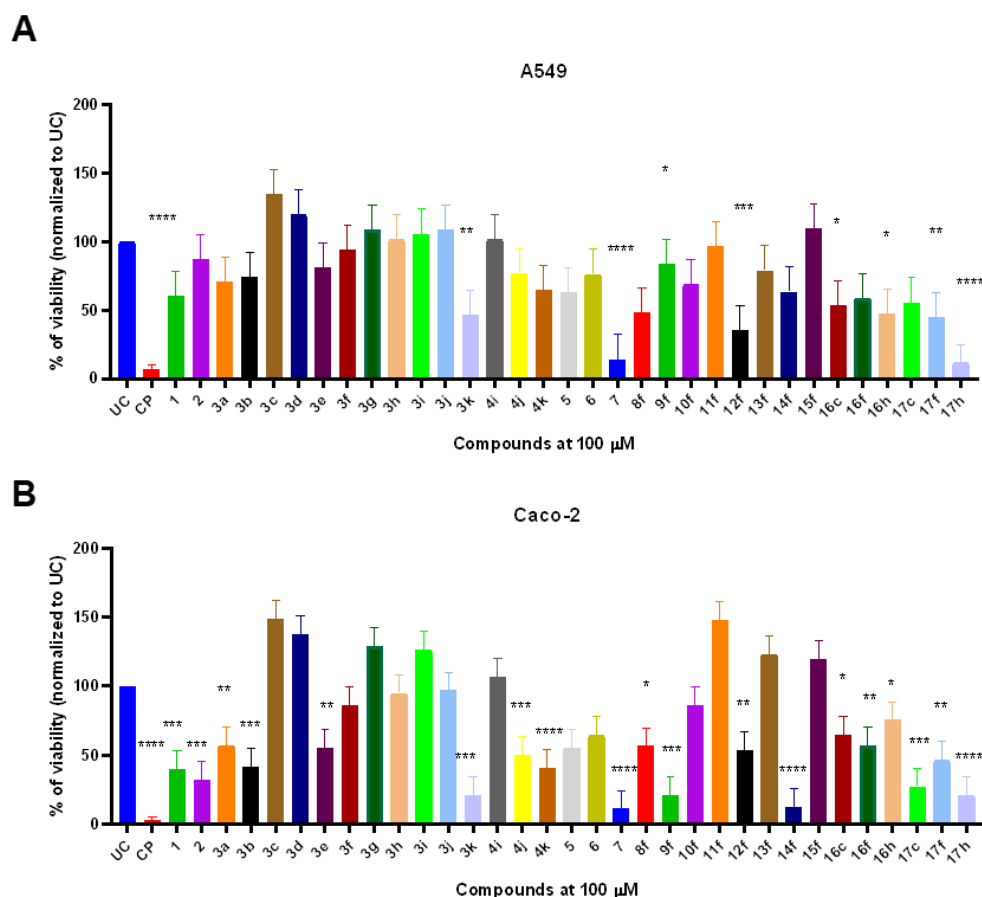 A
A549
% of viability (normalized to UC)
200
150
100
50
0
**** ** **** * *** * * ** ****
UC CP 1 2 3a 3b 3c 3d 3e 3f 3g 3h 3i 3j 3k 4i 4j 4k 5 6 7 8f 9f 10f 11f 12f 13f 14f 15f 16c 16f 16h 17c 17f 17h
Compounds at 100 µM
B
Caco-2
% of viability (normalized to UC)
200
150
100
50
0
**** *** *** ** *** ** *** *** **** **** * *** ** **** * ** * *** ** ****
UC CP 1 2 3a 3b 3c 3d 3e 3f 3g 3h 3i 3j 3k 4i 4j 4k 5 6 7 8f 9f 10f 11f 12f 13f 14f 15f 16c 16f 16h 17c 17f 17h
Compounds at 100 µM